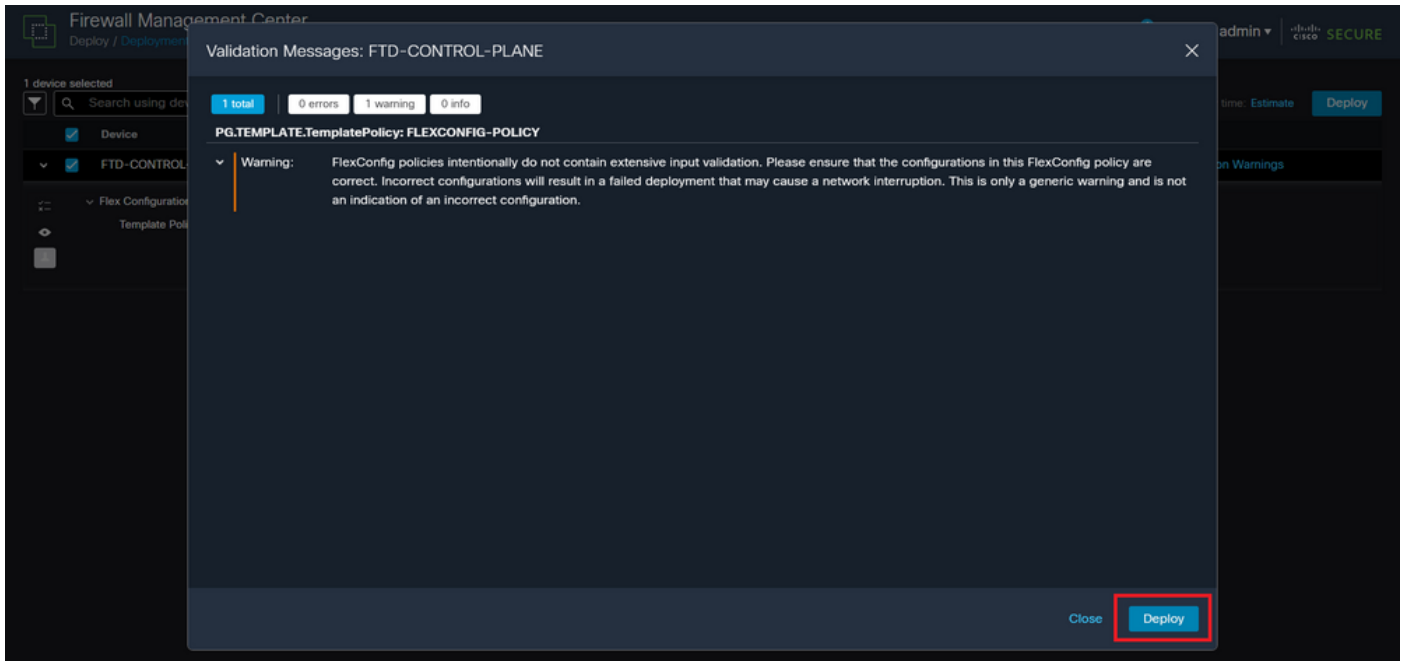 Firewall Management Center
Deploy / Deployment
admin
cisco SECURE
Validation Messages: FTD-CONTROL-PLANE
1 device selected
Search using
time: Estimate
Deploy
1 total
0 errors
1 warning
0 info
Device
PG.TEMPLATE.TemplatePolicy: FLEXCONFIG-POLICY
FTD-CONTROL-
Warning:
FlexConfig policies intentionally do not contain extensive input validation. Please ensure that the configurations in this FlexConfig policy are
correct. Incorrect configurations will result in a failed deployment that may cause a network interruption. This is only a generic warning and is not
an indication of an incorrect configuration.
on Warnings
Flex Configuration
Template
Close
Deploy